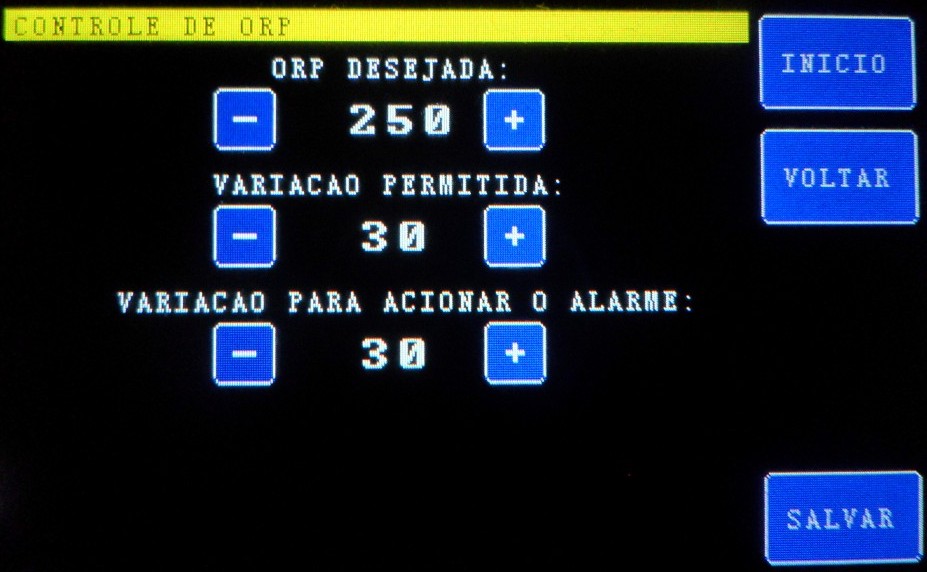 CONTROLE DE ORP
INICIO
ORP DESEJADA:
- 250 +
VOLTAR
VARIACAO PERMITIDA:
- 30 +
VARIACAO PARA ACIONAR O ALARME:
- 30 +
SALVAR